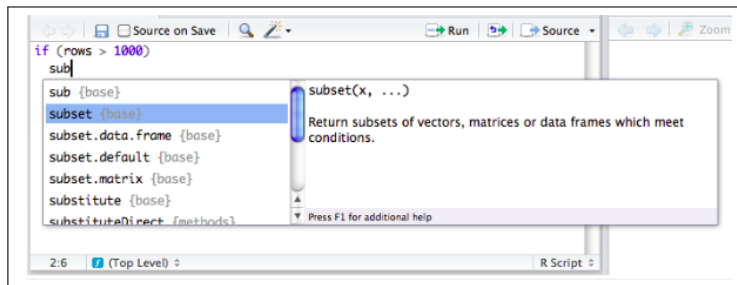 Source on Save Run Source Zoom
if (rows > 1000)
sub
sub {base}
subset {base}
subset.data.frame {base}
subset.default {base}
subset.matrix {base}
substitute {base}
substituteDirect {methods}
subset(x, ...)
Return subsets of vectors, matrices or data frames which meet
conditions.
Press F1 for additional help
2:6 (Top Level) R Script